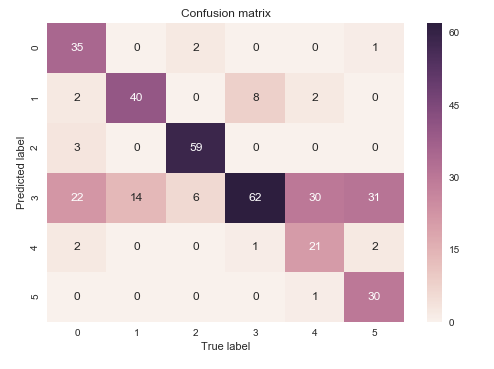 Confusion matrix
Predicted label
0 35 0 2 0 0 1
1 2 40 0 8 2 0
2 3 0 59 0 0 0
3 22 14 6 62 30 31
4 2 0 0 1 21 2
5 0 0 0 0 1 30
0 1 2 3 4 5
True label
60
45
30
15
0